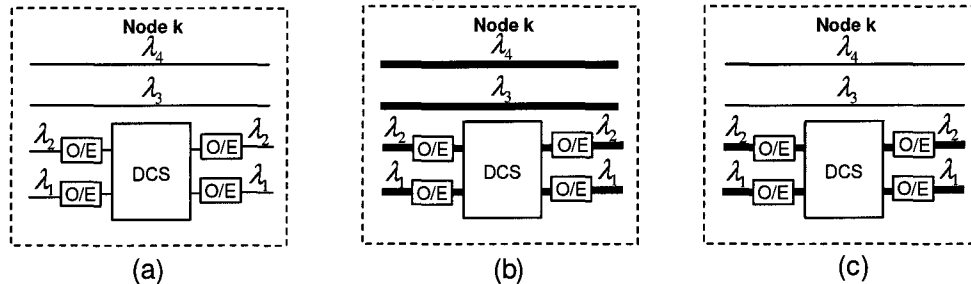 Node k Node k Node k
λ4 λ4 λ4
λ3 λ3 λ3
λ2 O/E O/E λ2 λ2 O/E O/E λ2 λ2 O/E O/E λ2
DCS DCS DCS
λ1 O/E O/E λ1 λ1 O/E O/E λ1 λ1 O/E O/E λ1
(a) (b) (c)